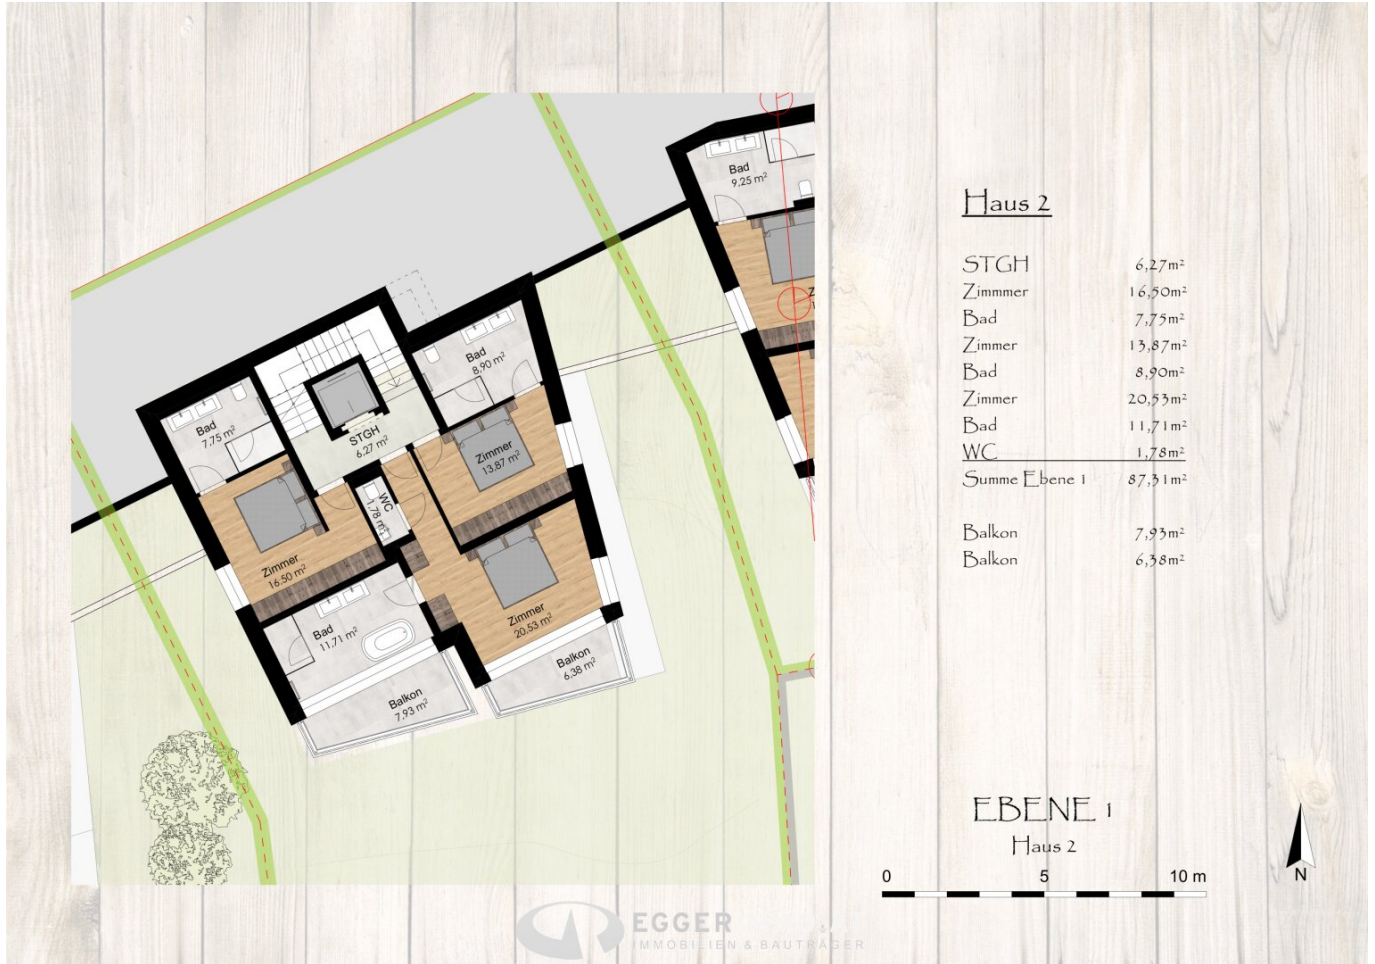 Bad
9,25 m²
Z
Bad
8,90 m²
Bad
7,75 m²
STGH
6,27 m²
Zimmer
13,87 m²
WC
1,78 m²
Zimmer
16,50 m²
Zimmer
20,53 m²
Bad
11,71 m²
Balkon
6,38 m²
Balkon
7,93 m²
Haus 2
STGH 6,27m²
Zimmmer 16,50m²
Bad 7,75m²
Zimmer 13,87m²
Bad 8,90m²
Zimmer 20,53m²
Bad 11,71m²
WC 1,78m²
Summe Ebene 1 87,31m²
Balkon 7,93m²
Balkon 6,38m²
EBENE 1
Haus 2
0 5 10 m
N
EGGER
IMMOBILIEN & BAUTRÄGER